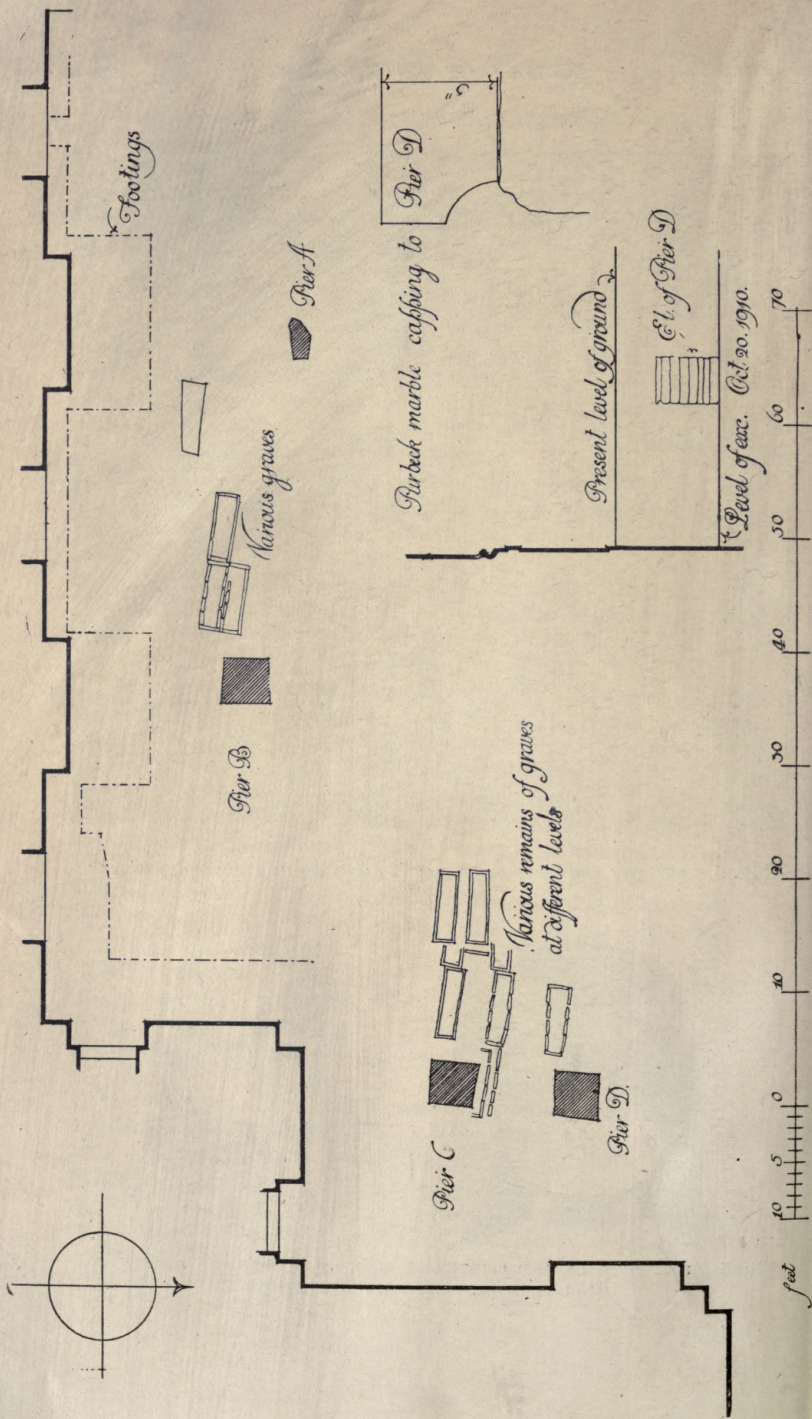 Footings
Pier A
Various graves
Pier B
Purbeck marble capping to Pier D
Present level of ground
El. of Pier D
Level of exc. Oct. 20. 1910.
Various remains of graves
at different levels
Pier C
Pier D.
feet
10 5 0 10 20 30 40 50 60 70